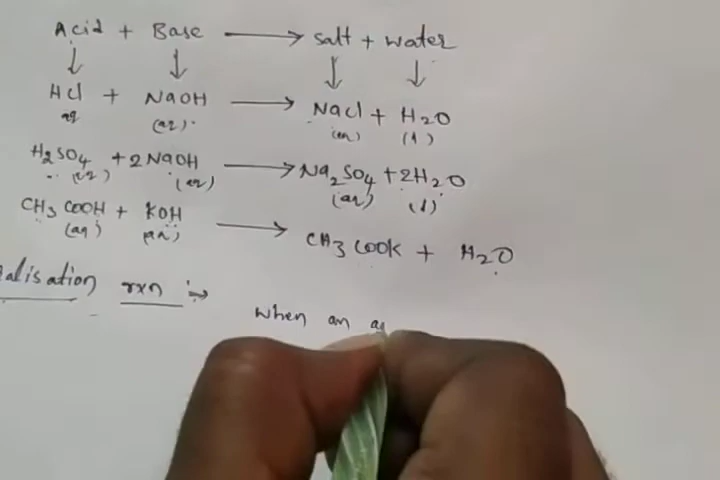 Acid + Base → salt + water
↓ ↓ ↓ ↓
HCl + NaOH → NaCl + H2O
aq (aq) (aq) (l)
H2SO4 + 2NaOH → Na2SO4 + 2H2O
(aq) (aq) (aq) (l)
CH3COOH + KOH → CH3COOK + H2O
(aq) (aq)
alisation rxn :→
When an